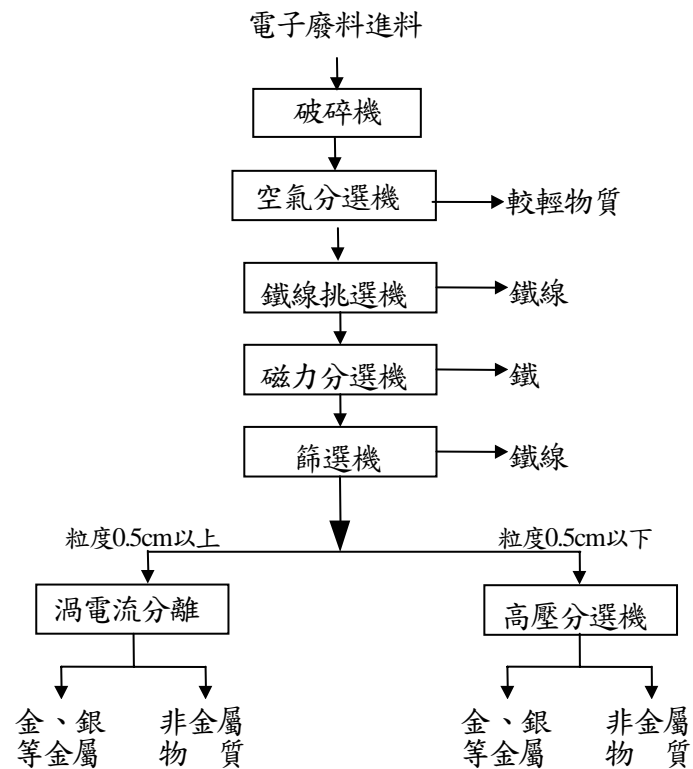 電子廢料進料
破碎機
空氣分選機
較輕物質
鐵線挑選機
鐵線
磁力分選機
鐵
篩選機
鐵線
粒度0.5cm以上
粒度0.5cm以下
渦電流分離
高壓分選機
金、銀
等金屬
非金屬
物 質
金、銀
等金屬
非金屬
物 質